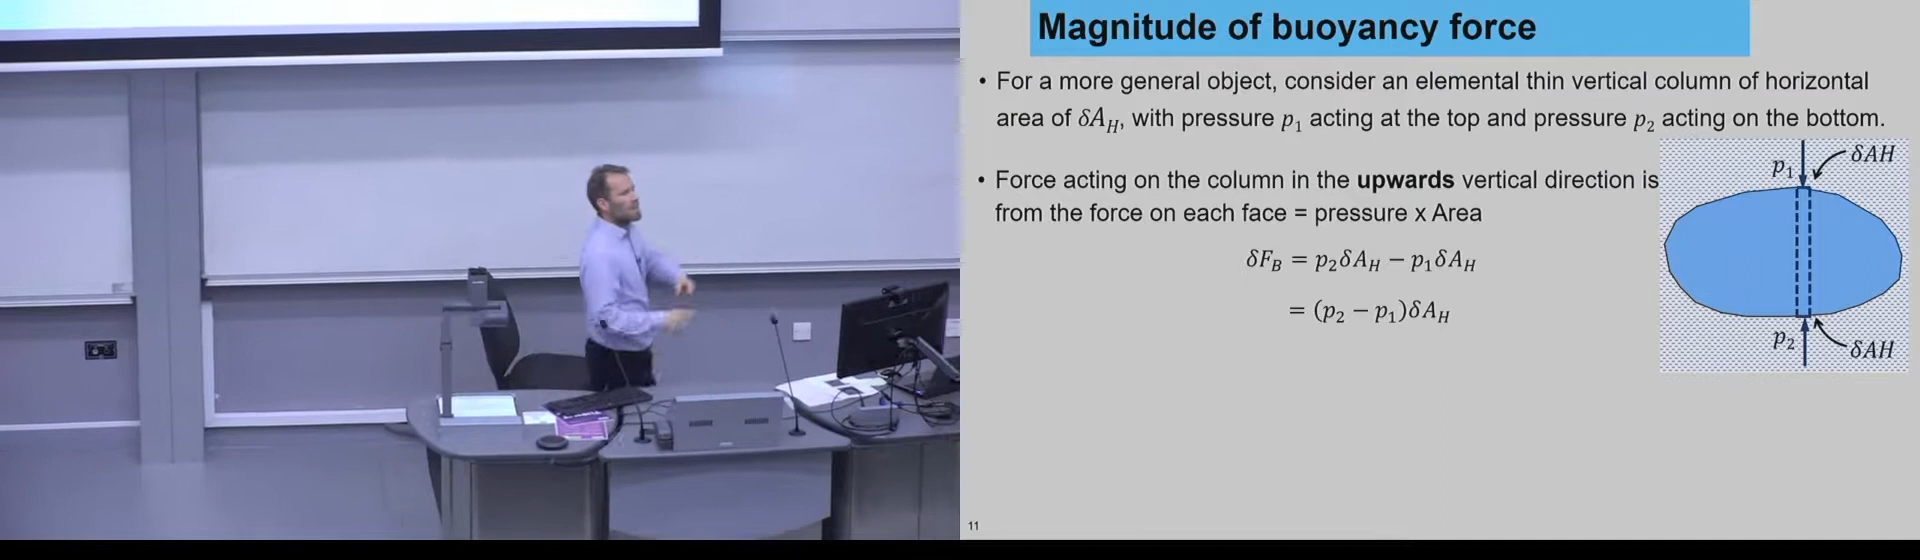 Magnitude of buoyancy force
• For a more general object, consider an elemental thin vertical column of horizontal
area of δA_H, with pressure p₁ acting at the top and pressure p₂ acting on the bottom.
p₁
δAH
• Force acting on the column in the upwards vertical direction is
from the force on each face = pressure x Area
δF_B = p₂δA_H − p₁δA_H
= (p₂ − p₁)δA_H
p₂
δAH
11